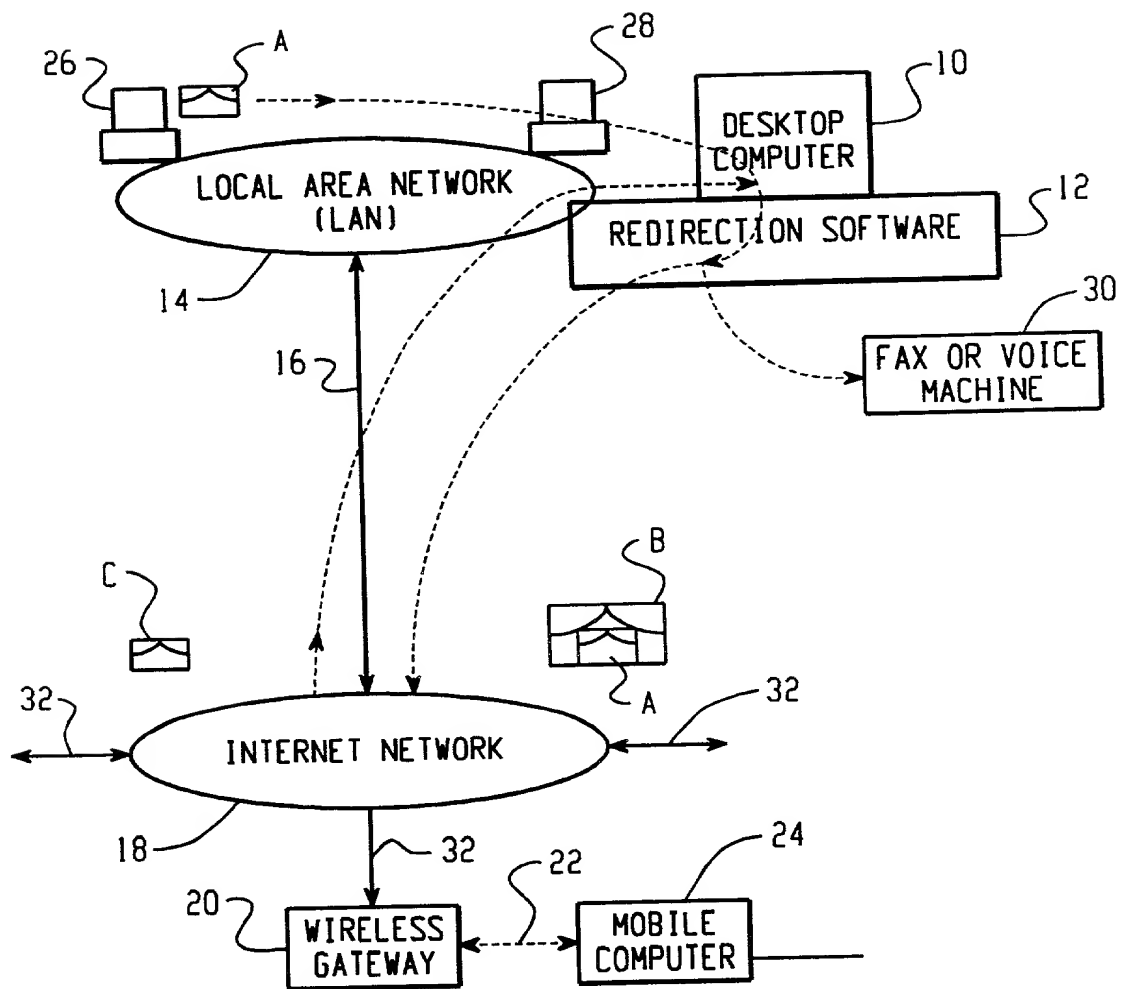 A
28
26
10
DESKTOP
COMPUTER
LOCAL AREA NETWORK
(LAN)
12
REDIRECTION SOFTWARE
14
30
16
FAX OR VOICE
MACHINE
B
C
A
32
32
INTERNET NETWORK
18
32
22
24
20
WIRELESS
GATEWAY
MOBILE
COMPUTER